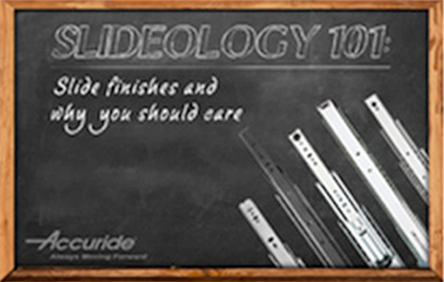 SLIDEOLOGY 101:
Slide finishes and
why you should care
Accuride
Always Moving Forward